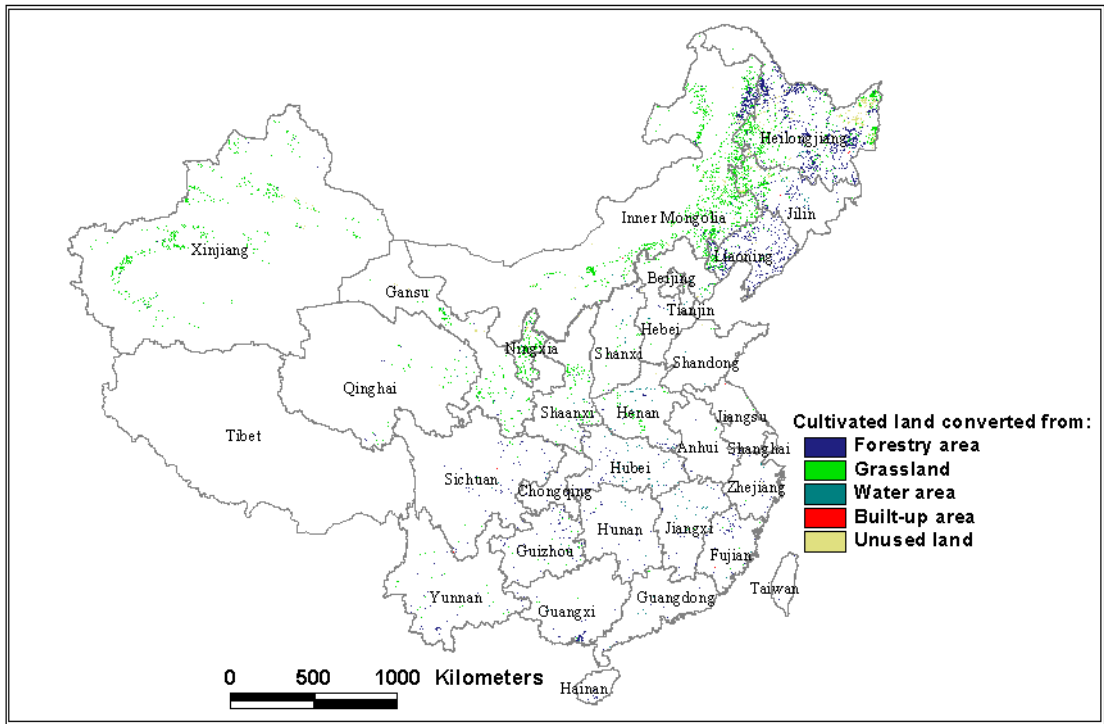 Heilongjiang
Jilin
Inner Mongolia
Liaoning
Xinjiang
Beijing
Gansu
Tianjin
Hebei
Ningxia
Shanxi
Shandong
Qinghai
Shaanxi
Henan
Jiangsu
Tibet
Anhui
Shanghai
Sichuan
Hubei
Chongqing
Zhejiang
Hunan
Jiangxi
Guizhou
Fujian
Taiwan
Yunnan
Guangxi
Guangdong
Hainan
Cultivated land converted from:
Forestry area
Grassland
Water area
Built-up area
Unused land
0 500 1000 Kilometers